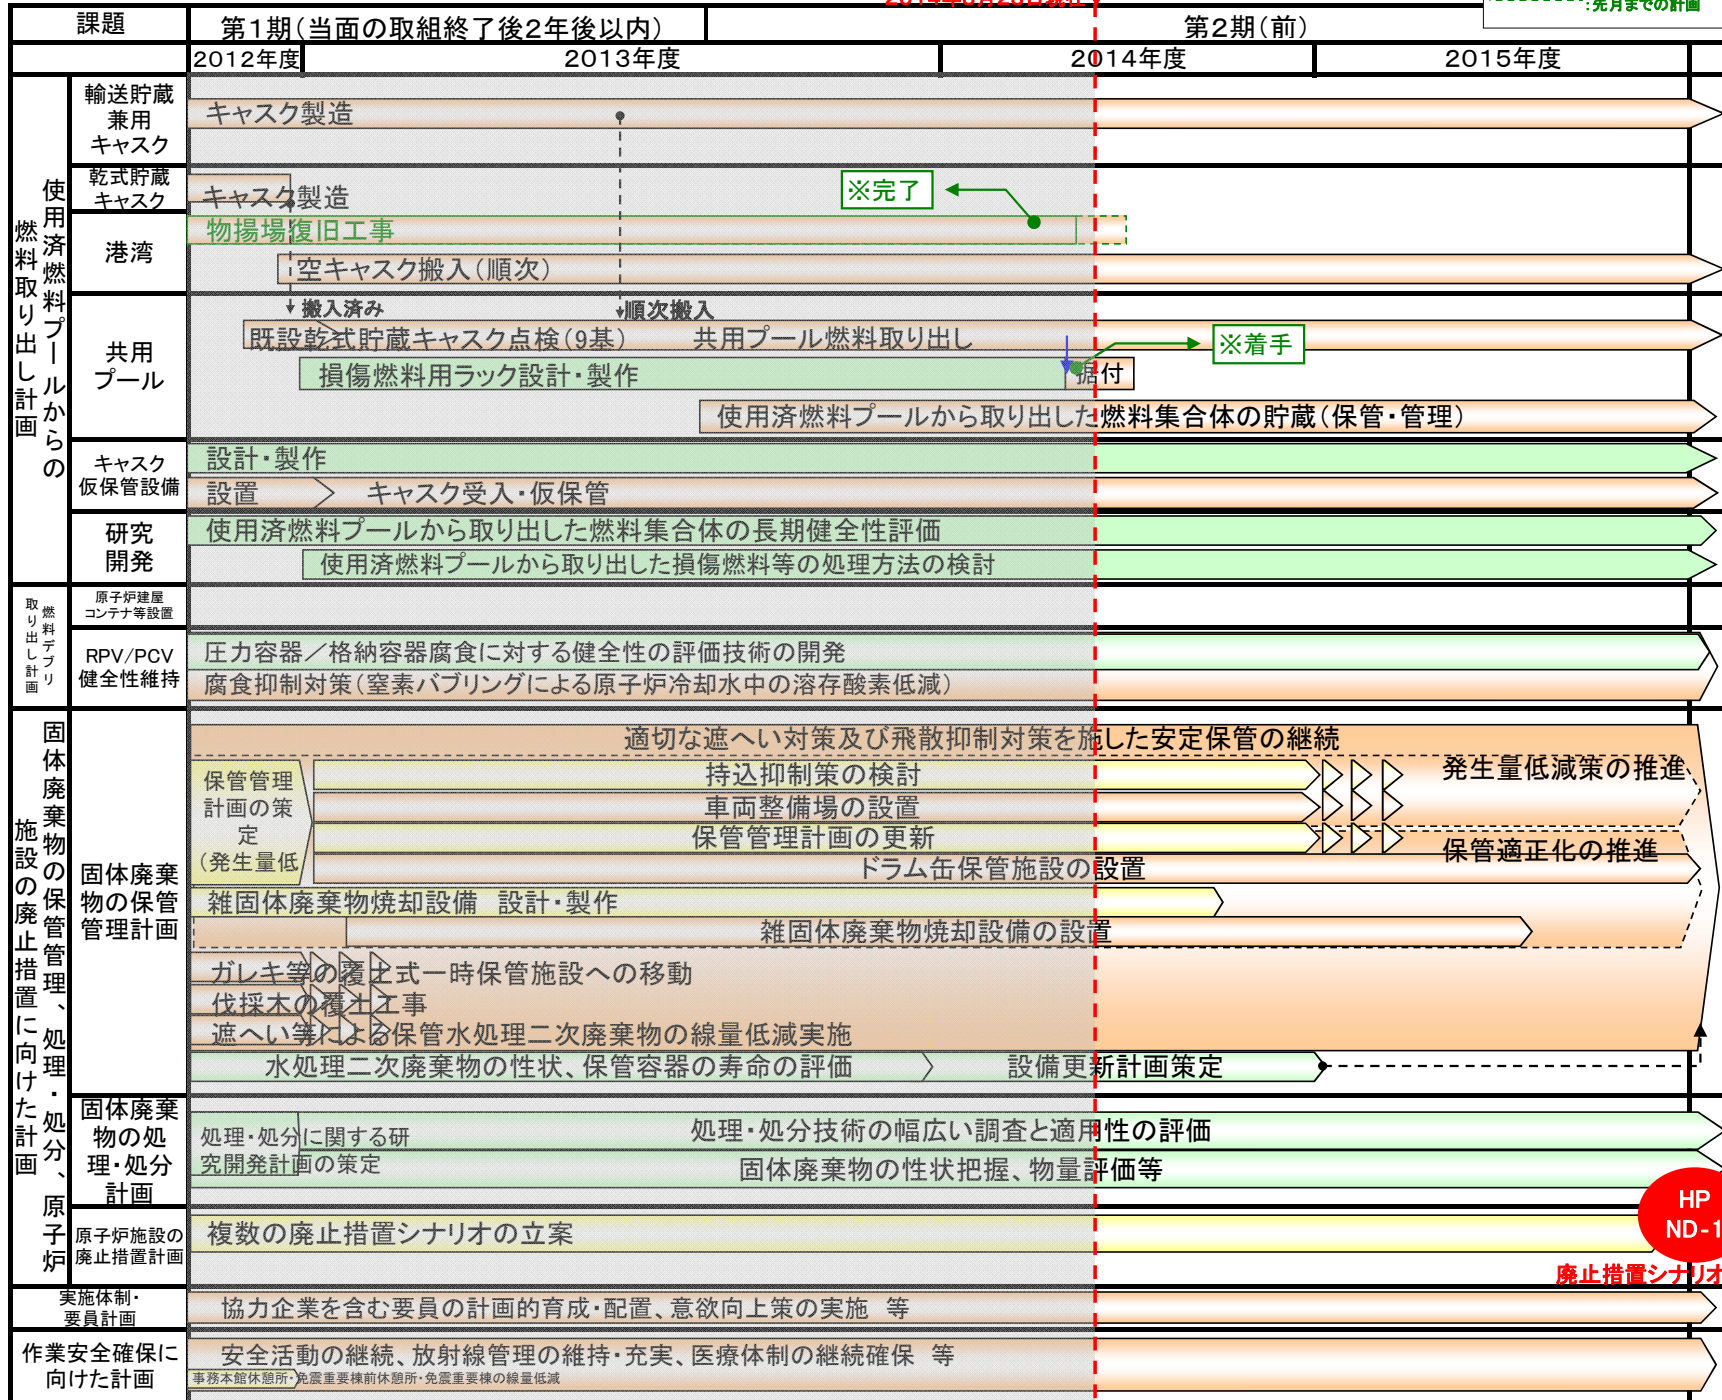 :先月までの計画
課題
第1期(当面の取組終了後2年後以内)
第2期(前)
2012年度
2013年度
2014年度
2015年度
使用済燃料プールからの
燃料取り出し計画
輸送貯蔵
兼用
キャスク
キャスク製造
乾式貯蔵
キャスク
キャスク製造
※完了
港湾
物揚場復旧工事
空キャスク搬入(順次)
搬入済み
順次搬入
共用
プール
既設乾式貯蔵キャスク点検(9基)
共用プール燃料取り出し
※着手
損傷燃料用ラック設計・製作
据付
使用済燃料プールから取り出した燃料集合体の貯蔵(保管・管理)
キャスク
仮保管設備
設計・製作
設置
キャスク受入・仮保管
研究
開発
使用済燃料プールから取り出した燃料集合体の長期健全性評価
使用済燃料プールから取り出した損傷燃料等の処理方法の検討
燃料デブリ
取り出し計画
原子炉建屋
コンテナ等設置
RPV/PCV
健全性維持
圧力容器/格納容器腐食に対する健全性の評価技術の開発
腐食抑制対策(窒素バブリングによる原子炉冷却水中の溶存酸素低減)
固体廃棄物の保管管理、処理・処分、原子炉
施設の廃止措置に向けた計画
固体廃棄
物の保管
管理計画
適切な遮へい対策及び飛散抑制対策を施した安定保管の継続
保管管理
計画の策
定
(発生量低
持込抑制策の検討
発生量低減策の推進
車両整備場の設置
保管管理計画の更新
保管適正化の推進
ドラム缶保管施設の設置
雑固体廃棄物焼却設備 設計・製作
雑固体廃棄物焼却設備の設置
ガレキ等の覆土式一時保管施設への移動
伐採木の覆土工事
遮へい等による保管水処理二次廃棄物の線量低減実施
水処理二次廃棄物の性状、保管容器の寿命の評価
設備更新計画策定
固体廃棄
物の処
理・処分
計画
処理・処分に関する研
究開発計画の策定
処理・処分技術の幅広い調査と適用性の評価
固体廃棄物の性状把握、物量評価等
HP
ND-1
原子炉施設の
廃止措置計画
複数の廃止措置シナリオの立案
廃止措置シナリオ
実施体制・
要員計画
協力企業を含む要員の計画的育成・配置、意欲向上策の実施 等
作業安全確保に
向けた計画
安全活動の継続、放射線管理の維持・充実、医療体制の継続確保 等
事務本館休憩所・免震重要棟前休憩所・免震重要棟の線量低減